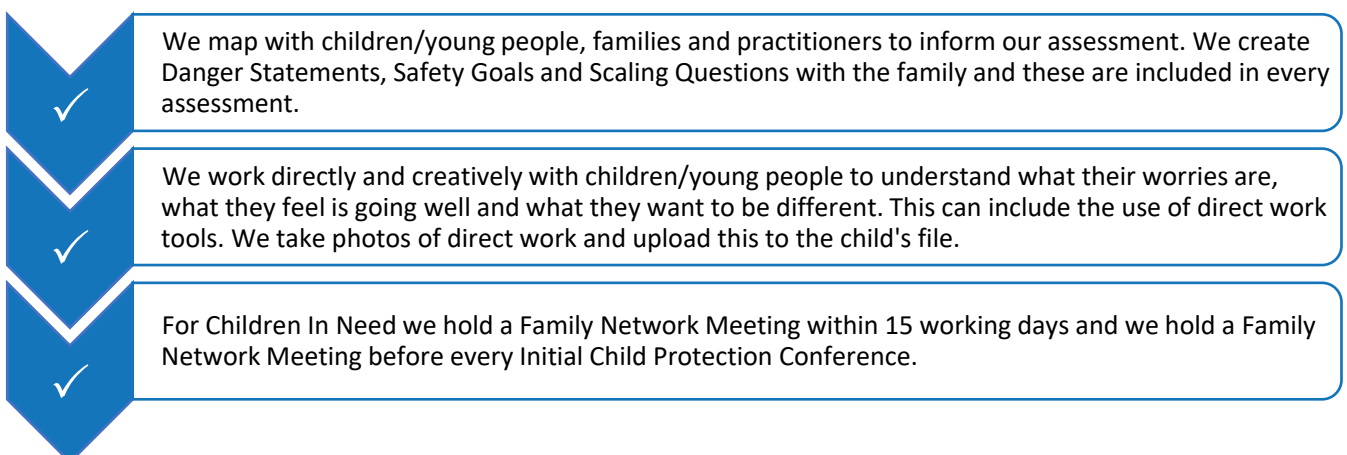 We map with children/young people, families and practitioners to inform our assessment. We create
Danger Statements, Safety Goals and Scaling Questions with the family and these are included in every
assessment.
We work directly and creatively with children/young people to understand what their worries are,
what they feel is going well and what they want to be different. This can include the use of direct work
tools. We take photos of direct work and upload this to the child's file.
For Children In Need we hold a Family Network Meeting within 15 working days and we hold a Family
Network Meeting before every Initial Child Protection Conference.